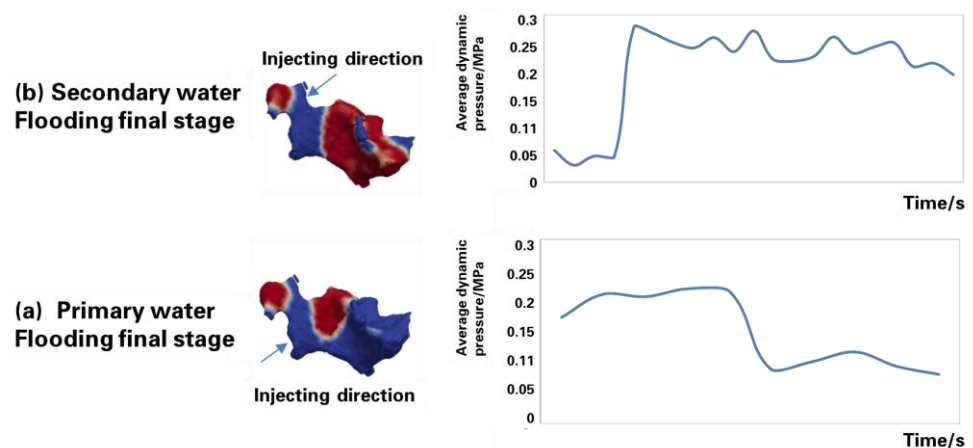 (b) Secondary water
Flooding final stage
Injecting direction
Average dynamic
pressure/MPa
0.3
0.25
0.2
0.15
0.11
0.05
0
Time/s
(a) Primary water
Flooding final stage
Injecting direction
Average dynamic
pressure/MPa
0.3
0.25
0.2
0.15
0.11
0.05
0
Time/s